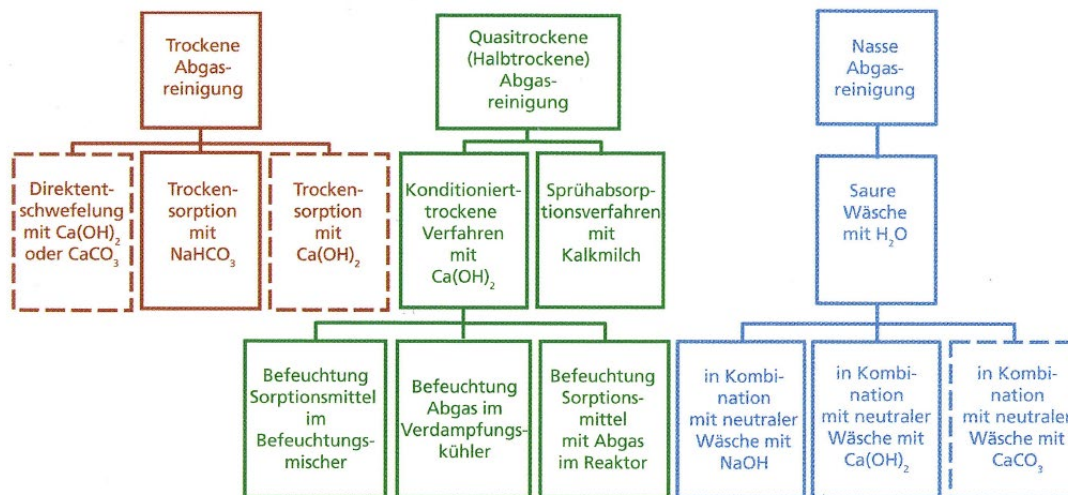 Trockene
Abgas-
reinigung
Quasitrockene
(Halbtrockene)
Abgas-
reinigung
Nasse
Abgas-
reinigung
Direktent-
schwefelung
mit Ca(OH)₂
oder CaCO₃
Trocken-
sorption
mit
NaHCO₃
Trocken-
sorption
mit
Ca(OH)₂
Konditioniert-
trockene
Verfahren
mit
Ca(OH)₂
Sprühabsorp-
tionsverfahren
mit
Kalkmilch
Saure
Wäsche
mit H₂O
Befeuchtung
Sorptionsmittel
im
Befeuchtungs-
mischer
Befeuchtung
Abgas im
Verdampfungs-
kühler
Befeuchtung
Sorptions-
mittel
mit Abgas
im Reaktor
in Kombi-
nation
mit neutraler
Wäsche mit
NaOH
in Kombi-
nation
mit neutraler
Wäsche mit
Ca(OH)₂
in Kombi-
nation
mit neutraler
Wäsche mit
CaCO₃